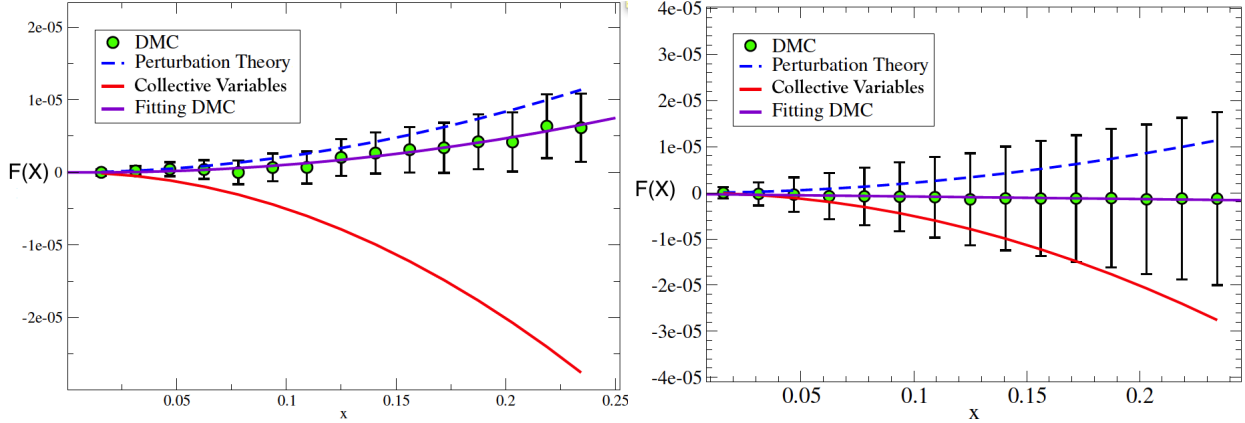 2e-05
DMC
Perturbation Theory
Collective Variables
Fitting DMC
1e-05
F(X)
0
-1e-05
-2e-05
0.05
0.1
0.15
0.2
0.25
x
4e-05
3e-05
DMC
Perturbation Theory
Collective Variables
Fitting DMC
2e-05
1e-05
F(X)
0
-1e-05
-2e-05
-3e-05
-4e-05
0.05
0.1
0.15
0.2
x